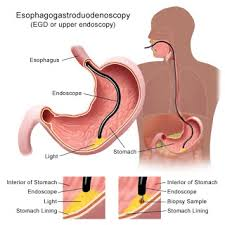 Esophagogastroduodenoscopy
(EGD or upper endoscopy)
Esophagus
Endoscope
Light
Stomach
Interior of Stomach
Endoscope
Light
Stomach Lining
Interior of Stomach
Endoscope
Biopsy Sample
Stomach Lining